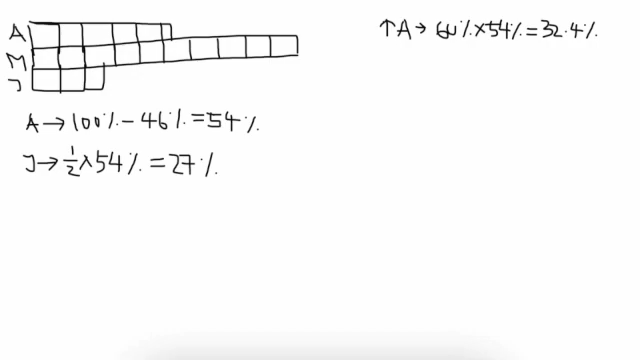 A
M
J
A → 100% − 46% = 54%
J → 1/2 × 54% = 27%
↑A → 60% × 54% = 32.4%